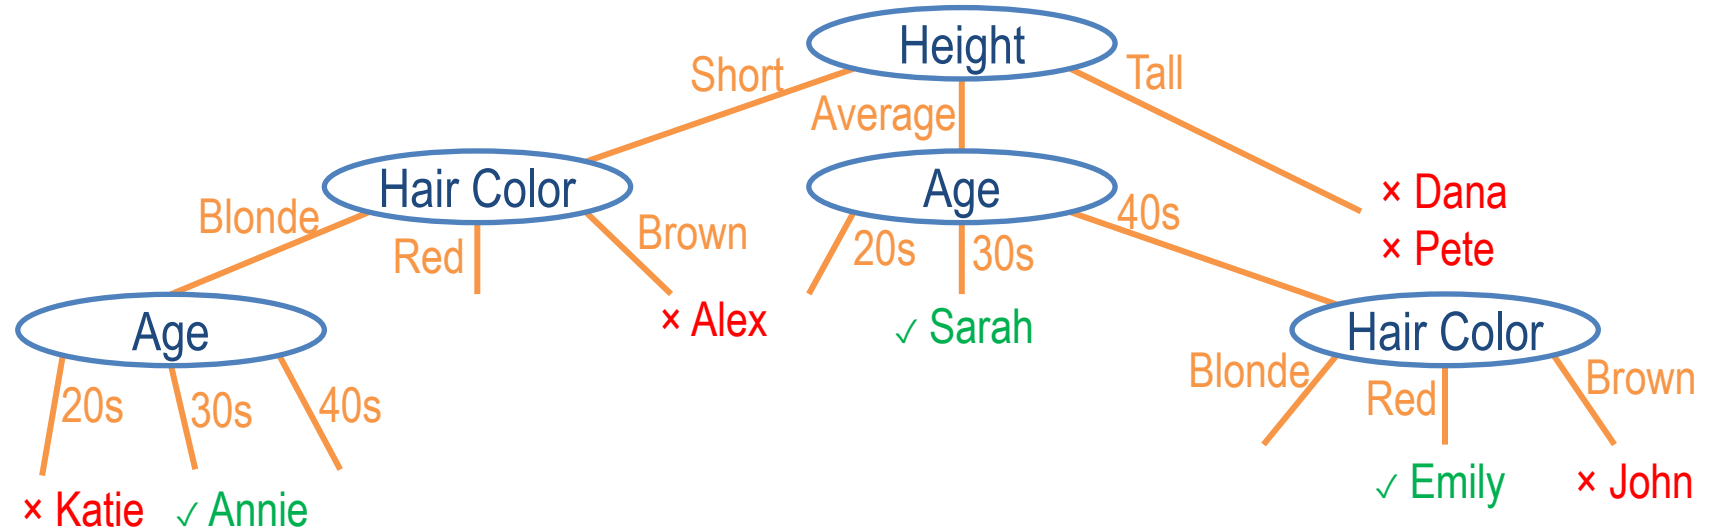 Height
Short
Average
Tall
Hair Color
Age
× Dana
× Pete
Blonde
Red
Brown
20s
30s
40s
Age
× Alex
✓ Sarah
Hair Color
20s
30s
40s
Blonde
Red
Brown
× Katie
✓ Annie
✓ Emily
× John